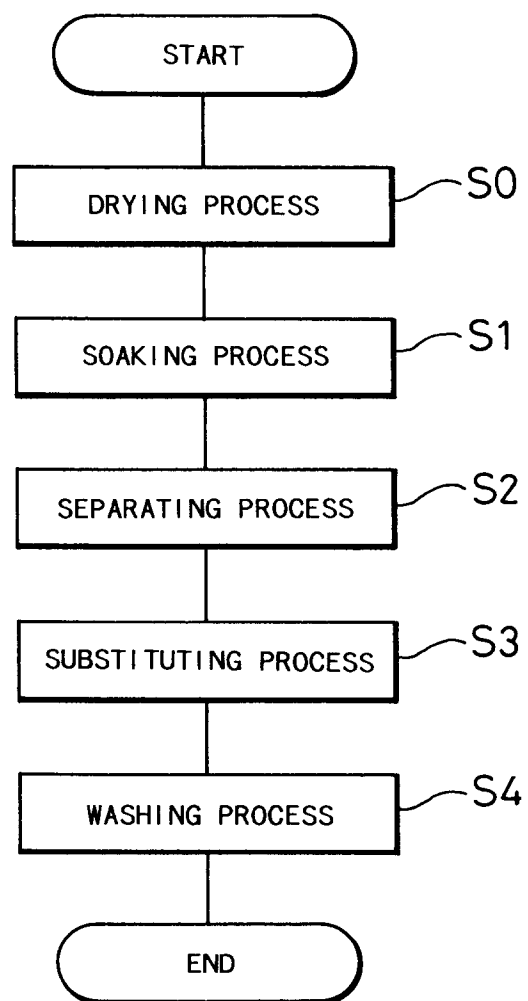 START
DRYING PROCESS
S0
SOAKING PROCESS
S1
SEPARATING PROCESS
S2
SUBSTITUTING PROCESS
S3
WASHING PROCESS
S4
END